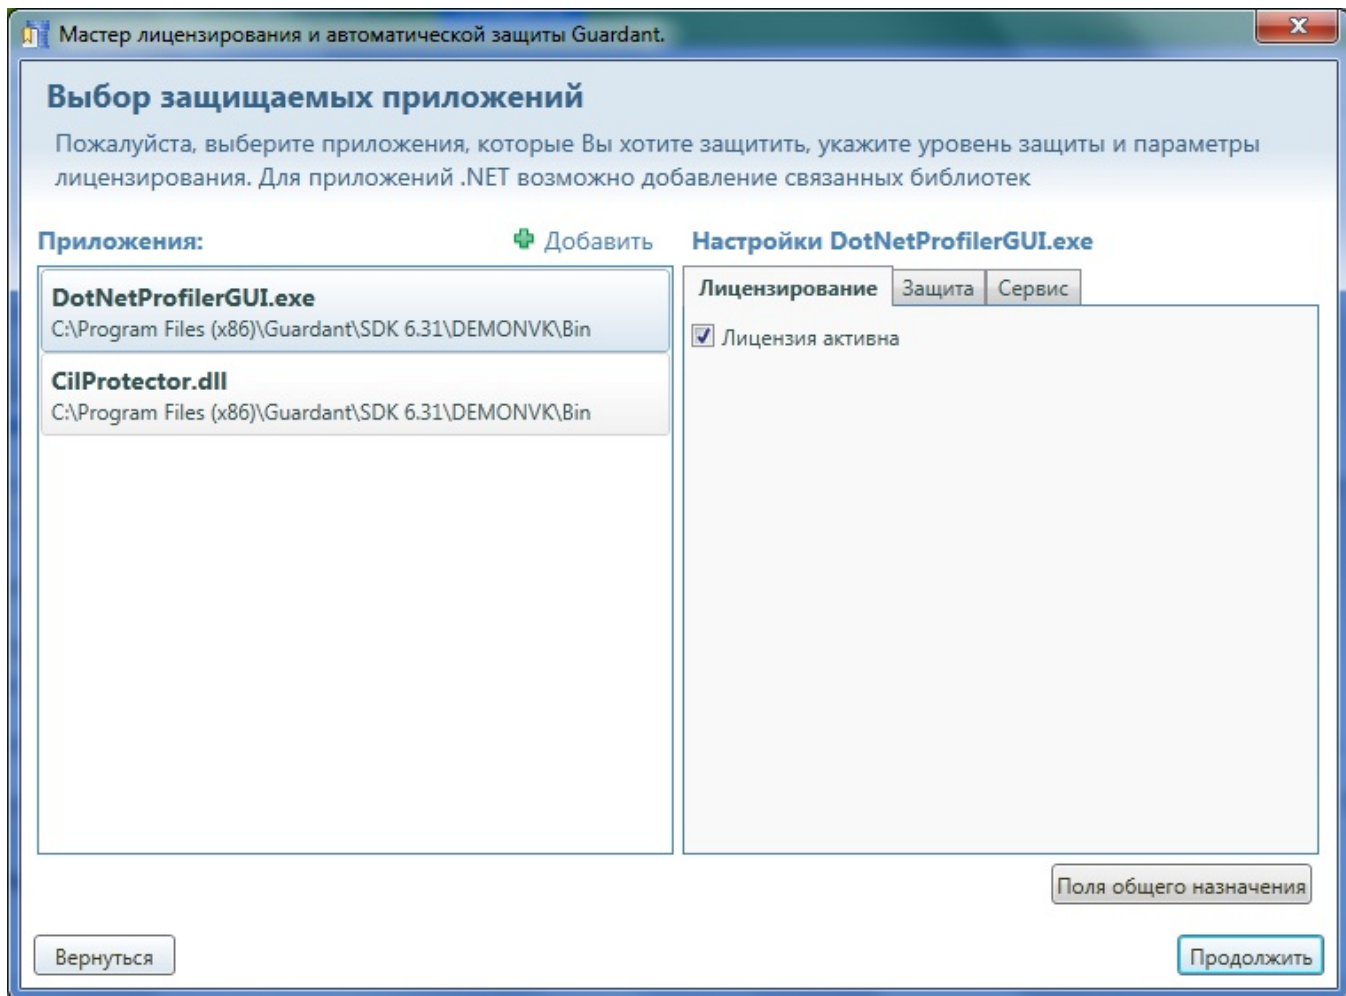 Мастер лицензирования и автоматической защиты Guardant.
Выбор защищаемых приложений
Пожалуйста, выберите приложения, которые Вы хотите защитить, укажите уровень защиты и параметры
лицензирования. Для приложений .NET возможно добавление связанных библиотек
Приложения:
Добавить
DotNetProfilerGUI.exe
C:\Program Files (x86)\Guardant\SDK 6.31\DEMONVK\Bin
CilProtector.dll
C:\Program Files (x86)\Guardant\SDK 6.31\DEMONVK\Bin
Настройки DotNetProfilerGUI.exe
Лицензирование Защита Сервис
Лицензия активна
Поля общего назначения
Вернуться
Продолжить